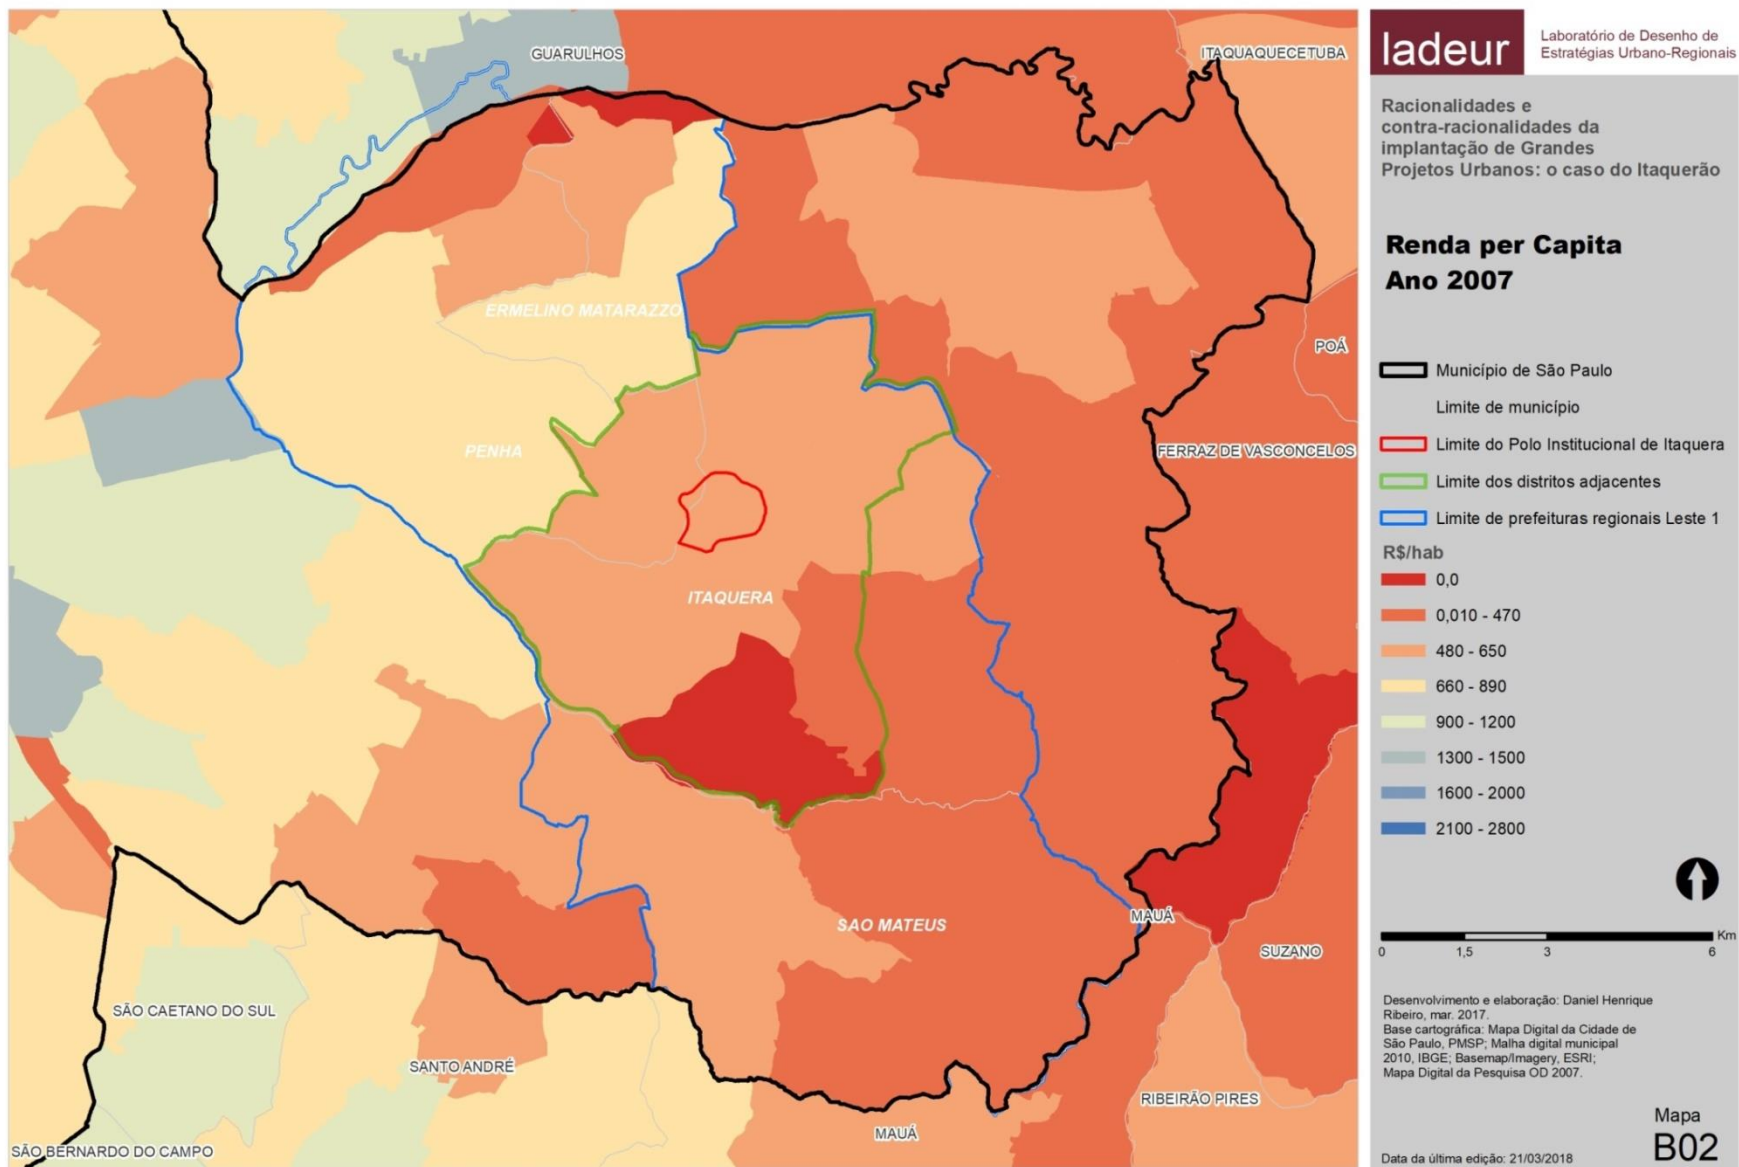 GUARULHOS
ITAQUAQUECETUBA
ERMELINO MATARAZZO
POÁ
PENHA
FERRAZ DE VASCONCELOS
ITAQUERA
SAO MATEUS
MAUÁ
SUZANO
SÃO CAETANO DO SUL
SANTO ANDRÉ
RIBEIRÃO PIRES
MAUÁ
SÃO BERNARDO DO CAMPO
ladeur
Laboratório de Desenho de
Estratégias Urbano-Regionais
Racionalidades e
contra-racionalidades da
implantação de Grandes
Projetos Urbanos: o caso do Itaquerão
Renda per Capita
Ano 2007
Município de São Paulo
Limite de município
Limite do Polo Institucional de Itaquera
Limite dos distritos adjacentes
Limite de prefeituras regionais Leste 1
R$/hab
0,0
0,010 - 470
480 - 650
660 - 890
900 - 1200
1300 - 1500
1600 - 2000
2100 - 2800
Km
0 1,5 3 6
Desenvolvimento e elaboração: Daniel Henrique
Ribeiro, mar. 2017.
Base cartográfica: Mapa Digital da Cidade de
São Paulo, PMSP; Malha digital municipal
2010, IBGE; Basemap/Imagery, ESRI;
Mapa Digital da Pesquisa OD 2007.
Mapa
B02
Data da última edição: 21/03/2018